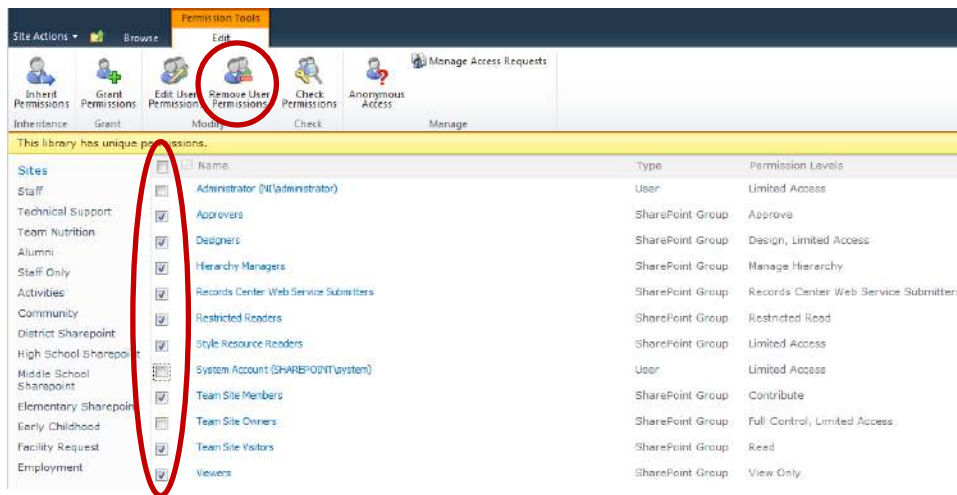 Permission Tools
Site Actions Browse Edit
Inherit Permissions
Grant Permissions
Edit User Permissions
Remove User Permissions
Check Permissions
Anonymous Access
Manage Access Requests
Inheritance Grant Modify Check Manage
This library has unique permissions.
Sites
Staff
Technical Support
Team Nutrition
Alumni
Staff Only
Activities
Community
District Sharepoint
High School Sharepoint
Middle School
Sharepoint
Elementary Sharepoin
Early Childhood
Facility Request
Employment
Name Type Permission Levels
Administrator (NI\administrator) User Limited Access
Approvers SharePoint Group Approve
Designers SharePoint Group Design, Limited Access
Hierarchy Managers SharePoint Group Manage Hierarchy
Records Center Web Service Submitters SharePoint Group Records Center Web Service Submitters
Restricted Readers SharePoint Group Restricted Read
Style Resource Readers SharePoint Group Limited Access
System Account (SHAREPOINT\system) User Limited Access
Team Site Members SharePoint Group Contribute
Team Site Owners SharePoint Group Full Control, Limited Access
Team Site Visitors SharePoint Group Read
Viewers SharePoint Group View Only